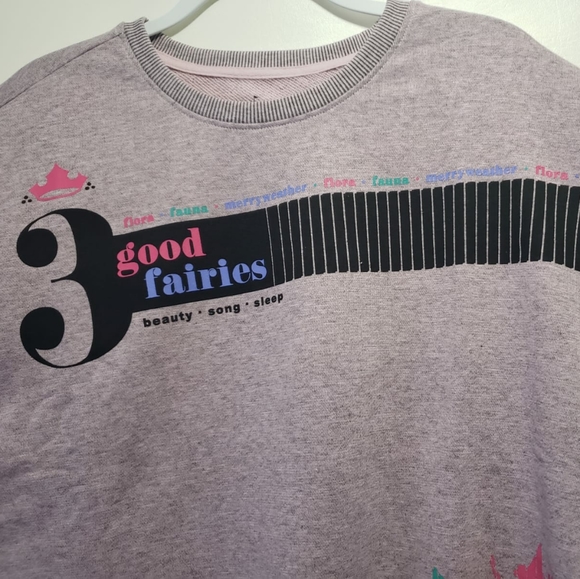 flora · fauna · merryweather · flora · fauna · merryweather · flora ·
3 good
fairies
beauty · song · sleep